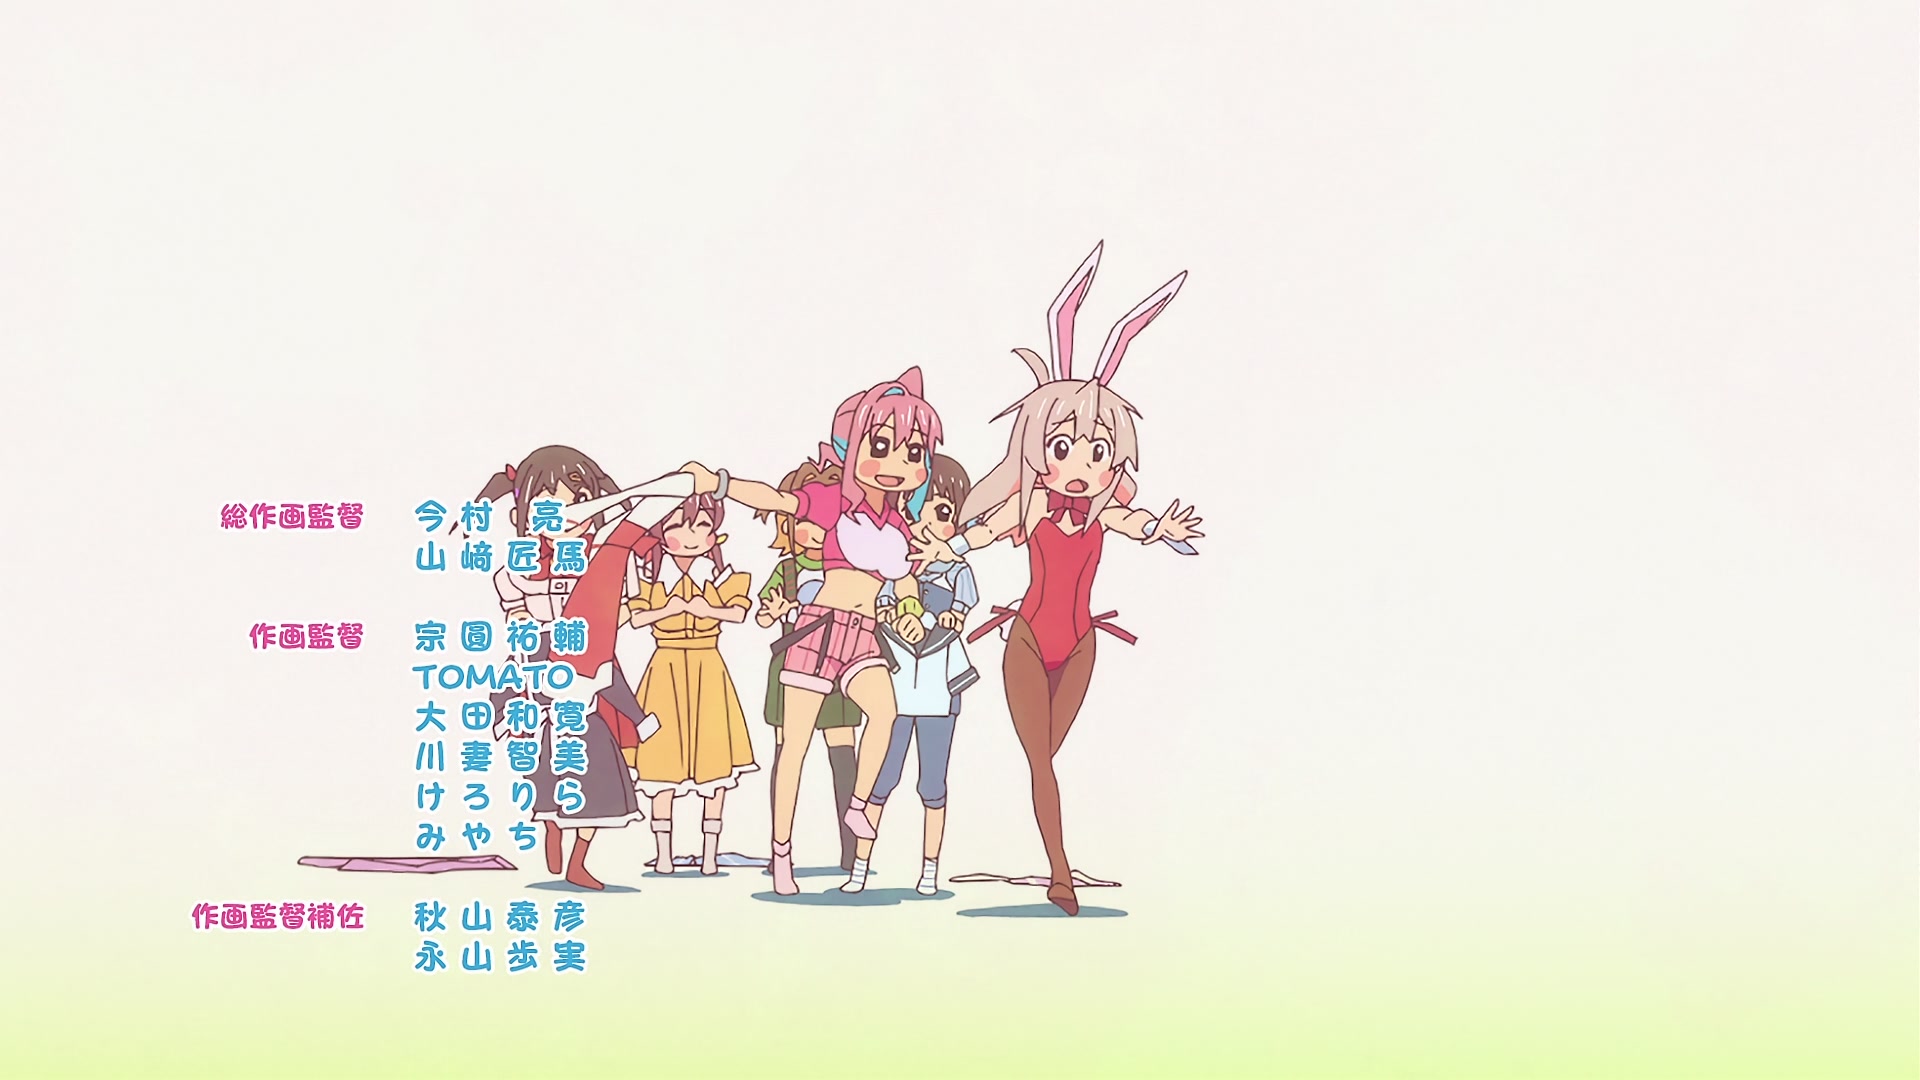 総作画監督 今村 亮
山﨑匠馬
作画監督 宗圓祐輔
TOMATO
大田和寛
川妻智美
けろりら
みやち
作画監督補佐 秋山泰彦
永山歩実